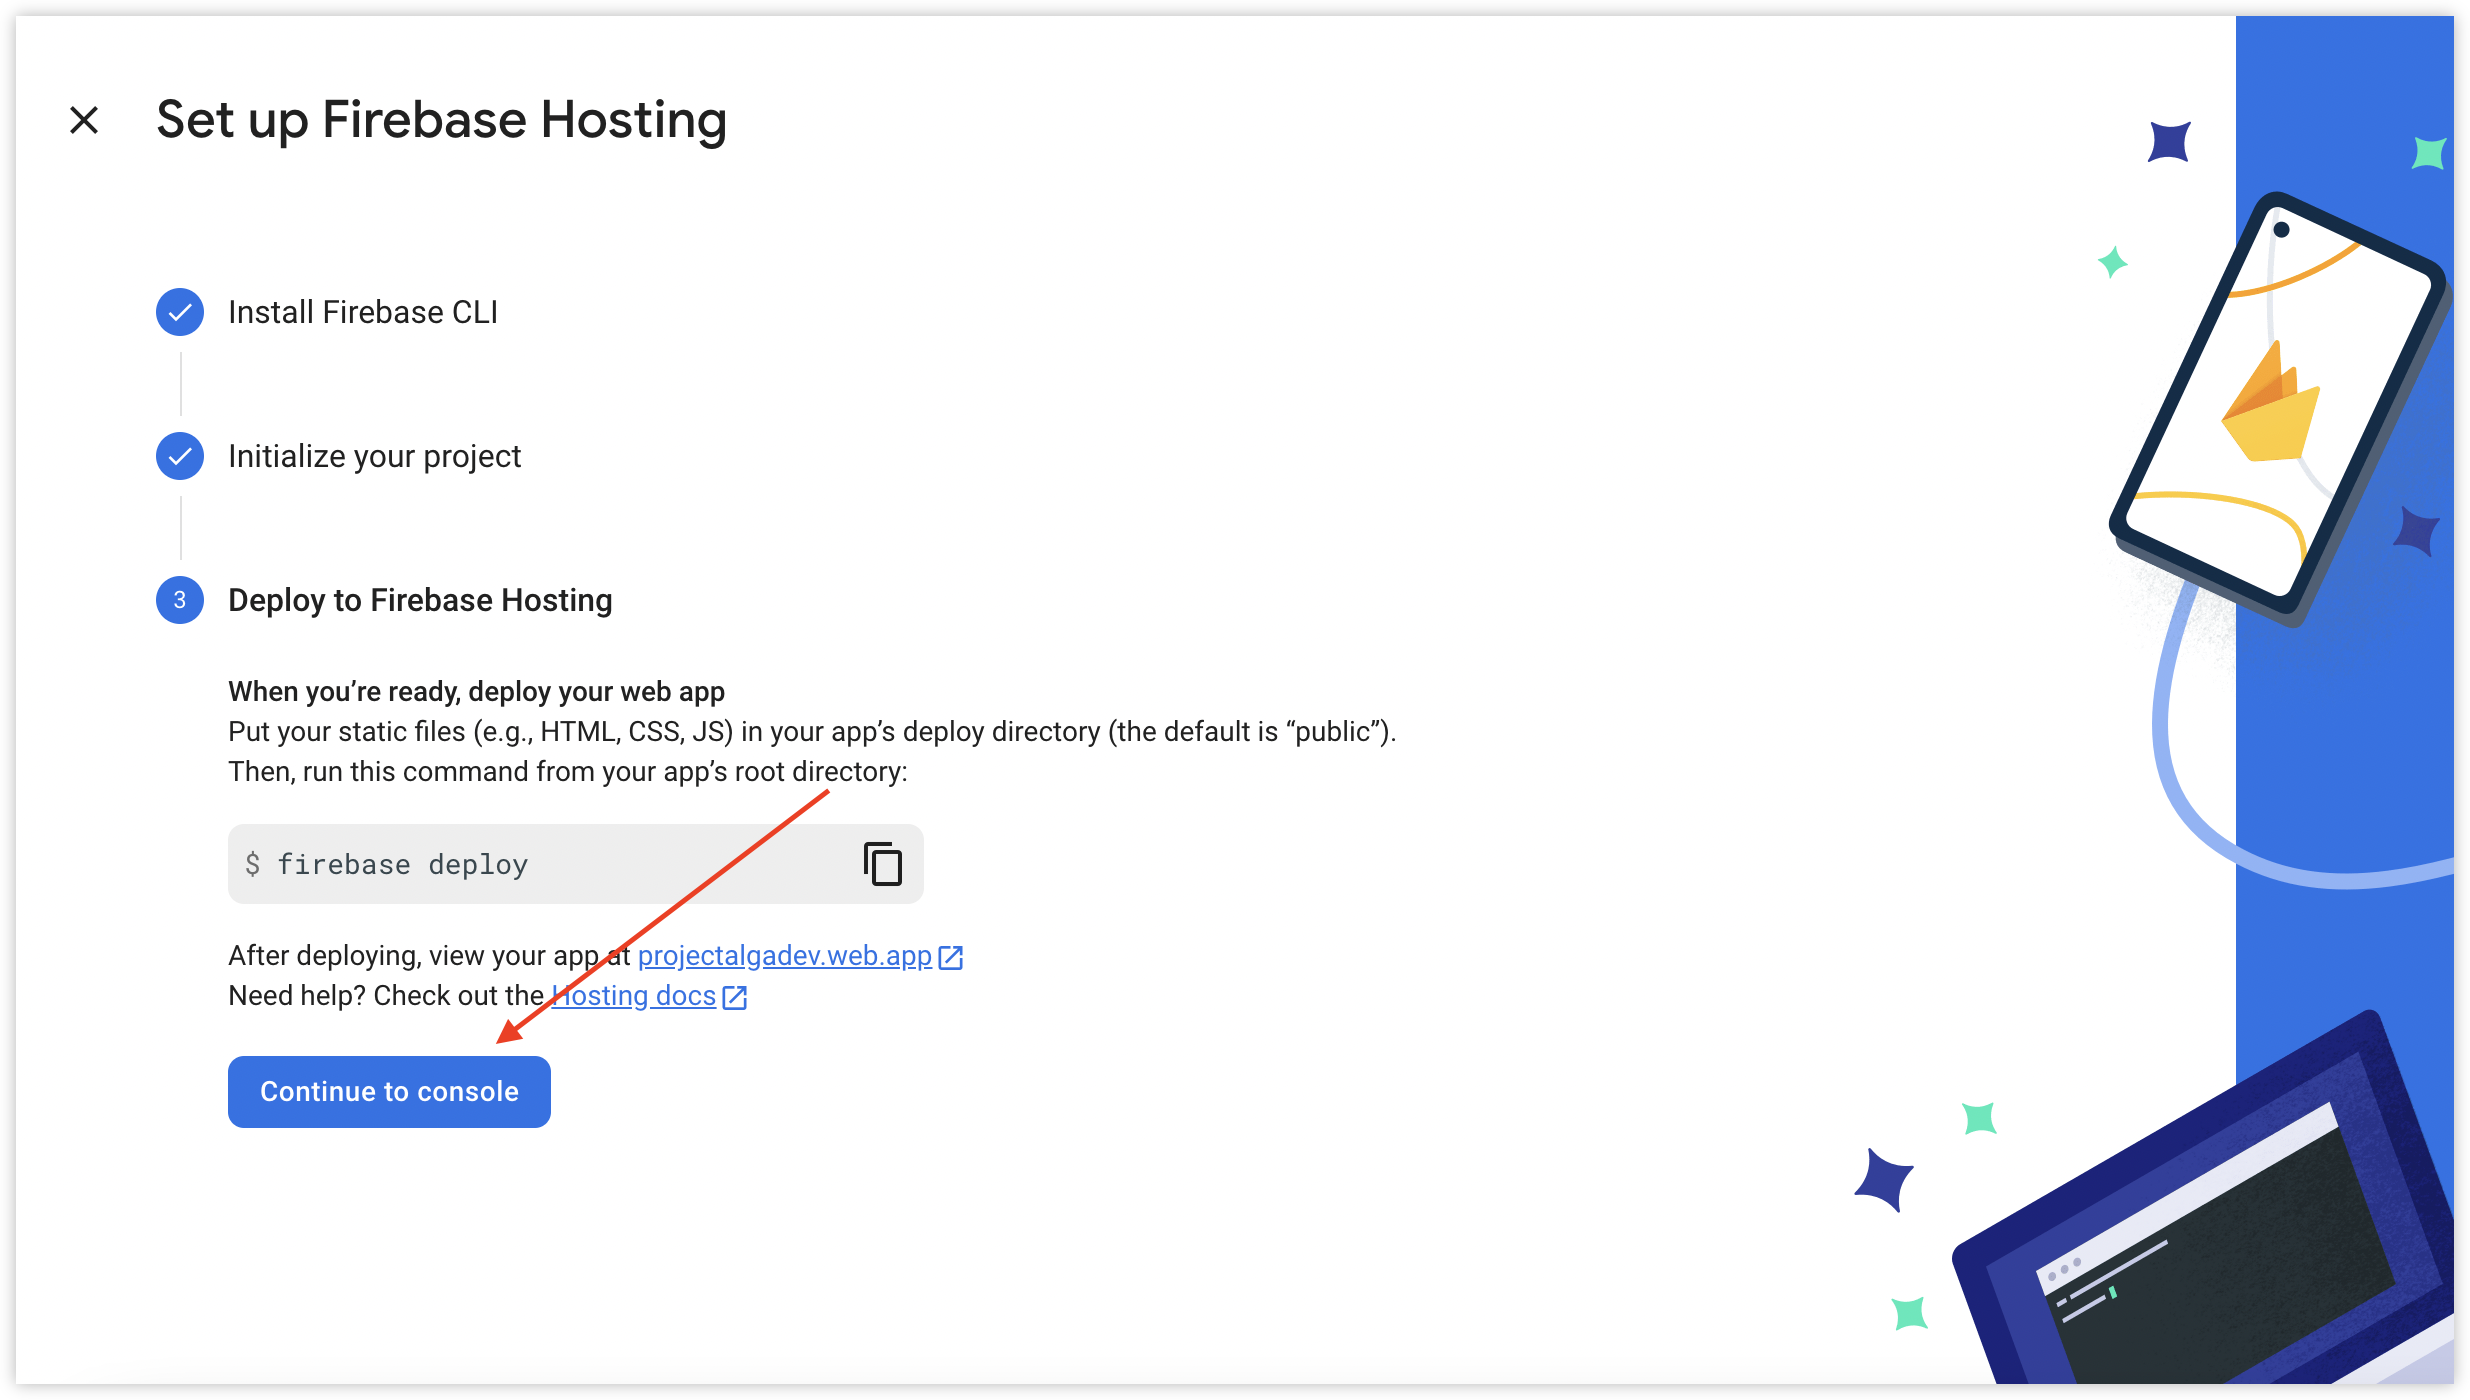 Set up Firebase Hosting
Install Firebase CLI
Initialize your project
3 Deploy to Firebase Hosting
When you’re ready, deploy your web app
Put your static files (e.g., HTML, CSS, JS) in your app’s deploy directory (the default is “public”).
Then, run this command from your app’s root directory:
$ firebase deploy
After deploying, view your app at projectalgadev.web.app
Need help? Check out the Hosting docs
Continue to console